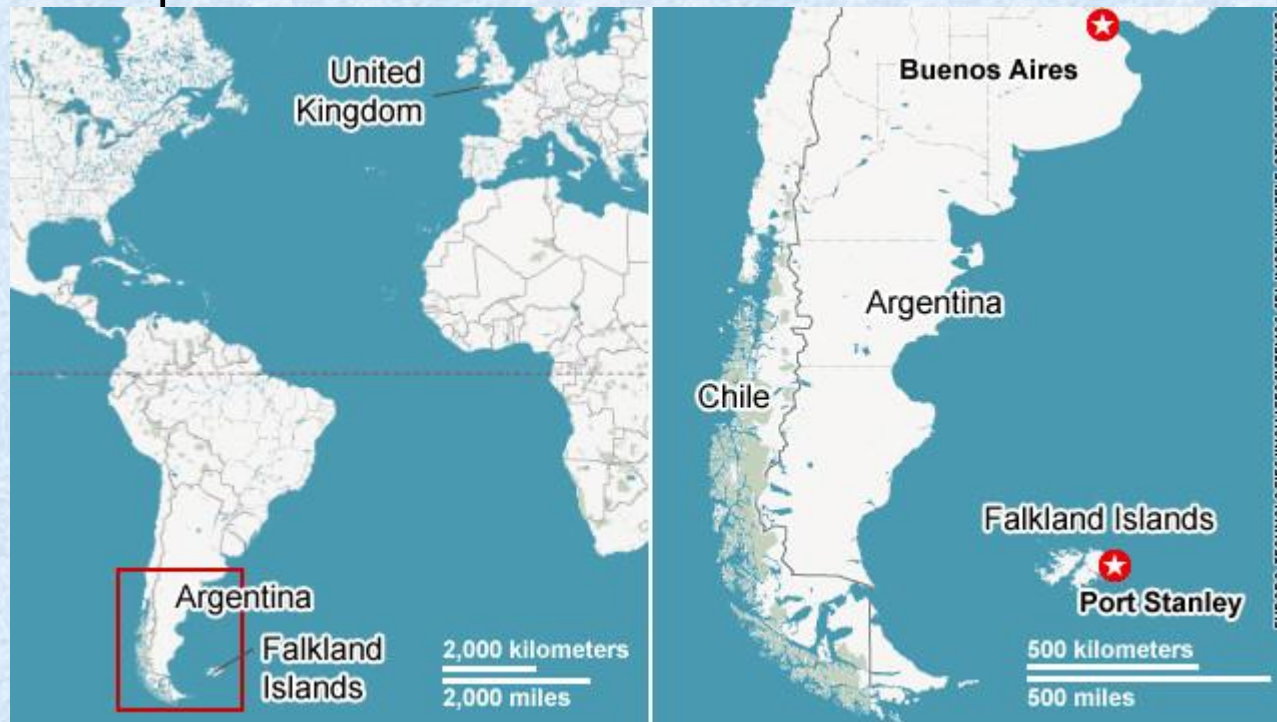 United
Kingdom
Argentina
Falkland
Islands
2,000 kilometers
2,000 miles
Buenos Aires
Argentina
Chile
Falkland Islands
Port Stanley
500 kilometers
500 miles